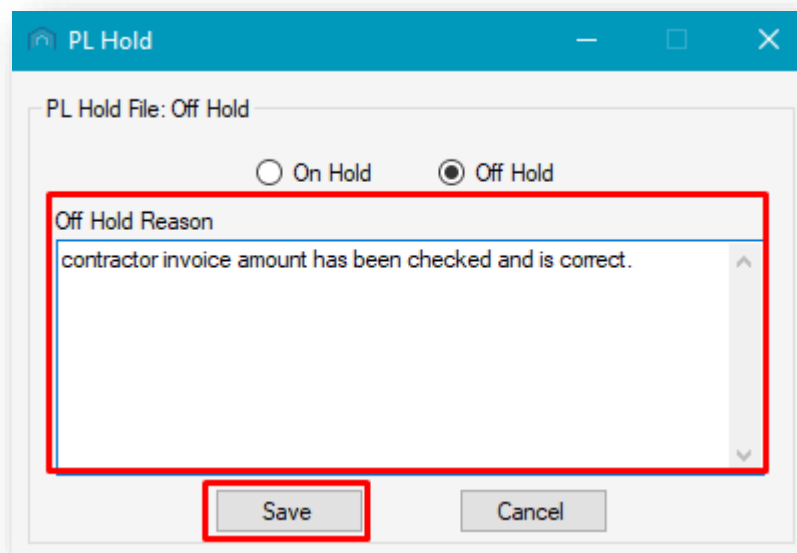 PL Hold
PL Hold File: Off Hold
On Hold
Off Hold
Off Hold Reason
contractor invoice amount has been checked and is correct.
Save
Cancel